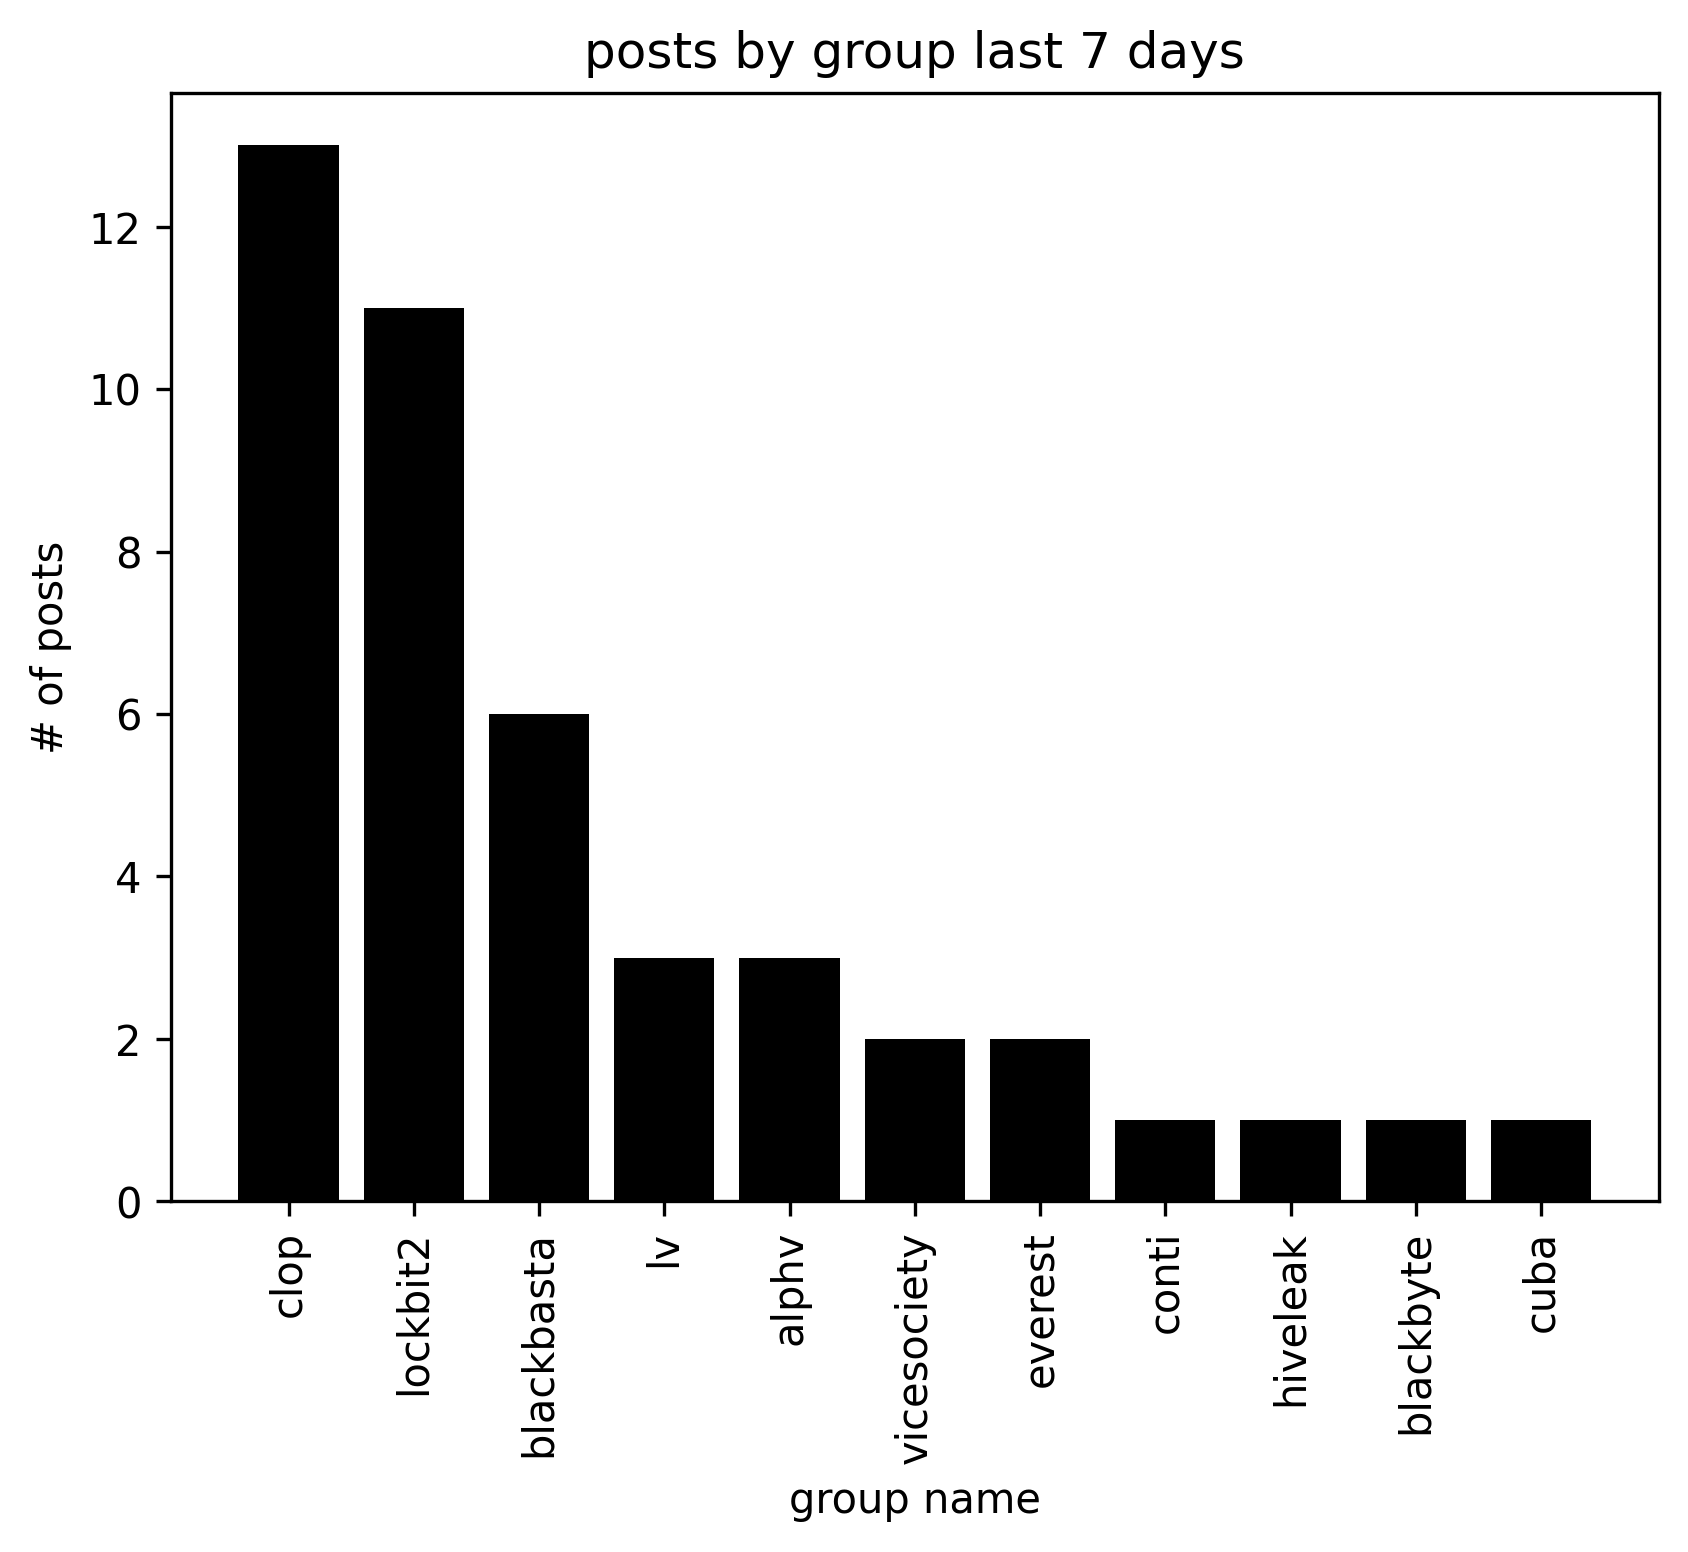 posts by group last 7 days
12
10
8
6
4
2
0
# of posts
clop
lockbit2
blackbasta
lv
alphv
vicesociety
everest
conti
hiveleak
blackbyte
cuba
group name